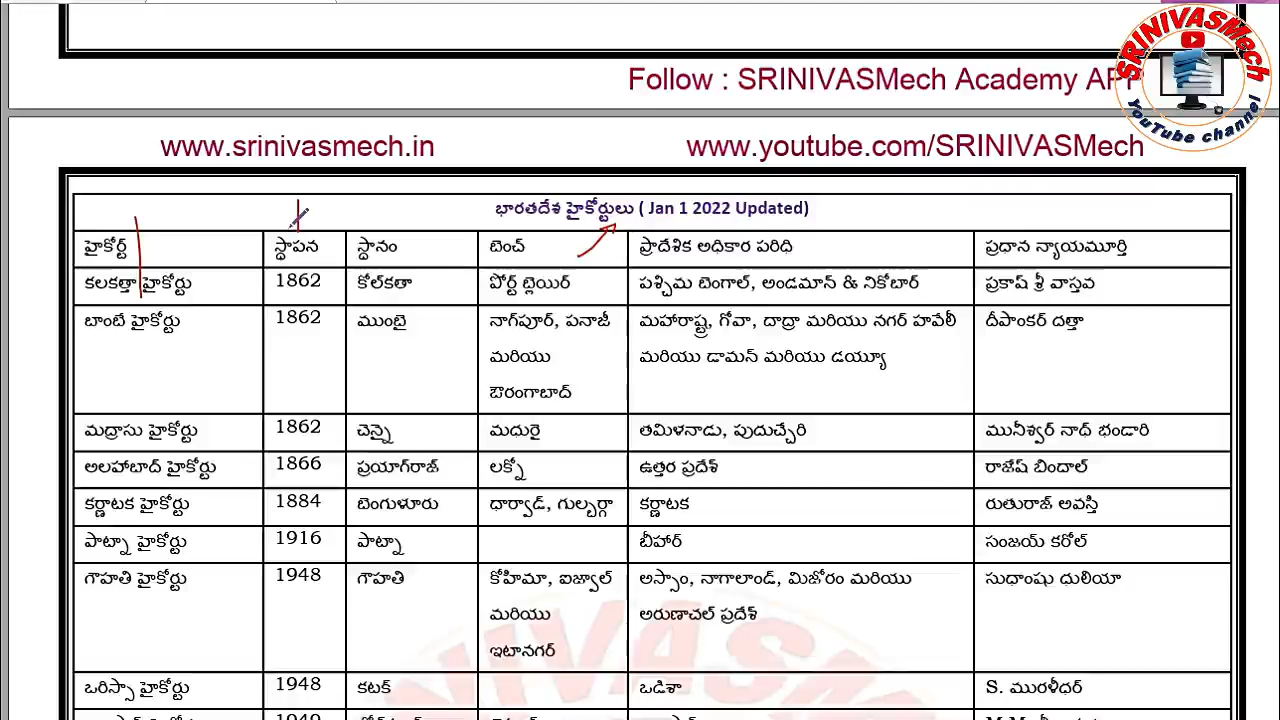 Follow : SRINIVASMech Academy AP
SRINIVASMech
YouTube channel
www.srinivasmech.in www.youtube.com/SRINIVASMech
భారతదేశ హైకోర్టులు ( Jan 1 2022 Updated)
హైకోర్ట్ స్థాపన స్థానం బెంచ్ ప్రాదేశిక అధికార పరిధి ప్రధాన న్యాయమూర్తి
కలకత్తా హైకోర్టు 1862 కోల్‌కతా పోర్ట్ బ్లెయిర్ పశ్చిమ బెంగాల్, అండమాన్ & నికోబార్ ప్రకాష్ శ్రీ వాస్తవ
బాంబే హైకోర్టు 1862 ముంబై నాగ్‌పూర్, పనాజీ మహారాష్ట్ర, గోవా, దాద్రా మరియు నగర్ హవేలీ దీపాంకర్ దత్తా
మరియు మరియు డామన్ మరియు డయ్యూ
ఔరంగాబాద్
మద్రాసు హైకోర్టు 1862 చెన్నై మధురై తమిళనాడు, పుదుచ్చేరి మునీశ్వర్ నాధ్ భండారి
అలహాబాద్ హైకోర్టు 1866 ప్రయాగ్‌రాజ్ లక్నో ఉత్తర ప్రదేశ్ రాజేష్ బిందాల్
కర్ణాటక హైకోర్టు 1884 బెంగుళూరు ధార్వాడ్, గుల్బర్గా కర్ణాటక రుతురాజ్ అవస్తి
పాట్నా హైకోర్టు 1916 పాట్నా బీహార్ సంజయ్ కరోల్
గౌహతి హైకోర్టు 1948 గౌహతి కోహిమా, ఐజ్వాల్ అస్సాం, నాగాలాండ్, మిజోరం మరియు సుధాంషు ధులియా
మరియు అరుణాచల్ ప్రదేశ్
ఇటానగర్
ఒరిస్సా హైకోర్టు 1948 కటక్ ఒడిశా S. మురళీదర్